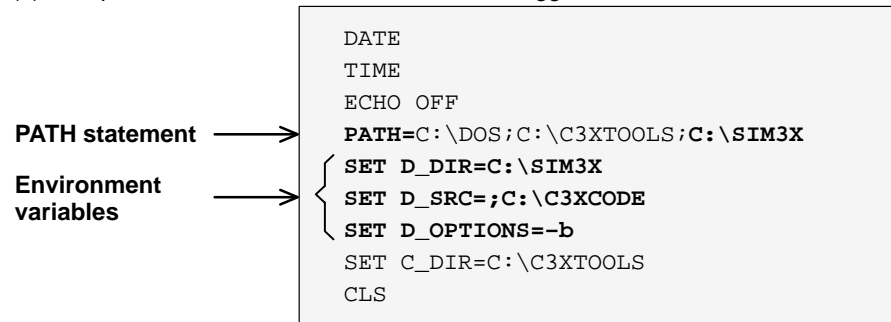 DATE
TIME
ECHO OFF
PATH statement
PATH=C:\DOS;C:\C3XTOOLS;C:\SIM3X
Environment
variables
SET D_DIR=C:\SIM3X
SET D_SRC=;C:\C3XCODE
SET D_OPTIONS=–b
SET C_DIR=C:\C3XTOOLS
CLS